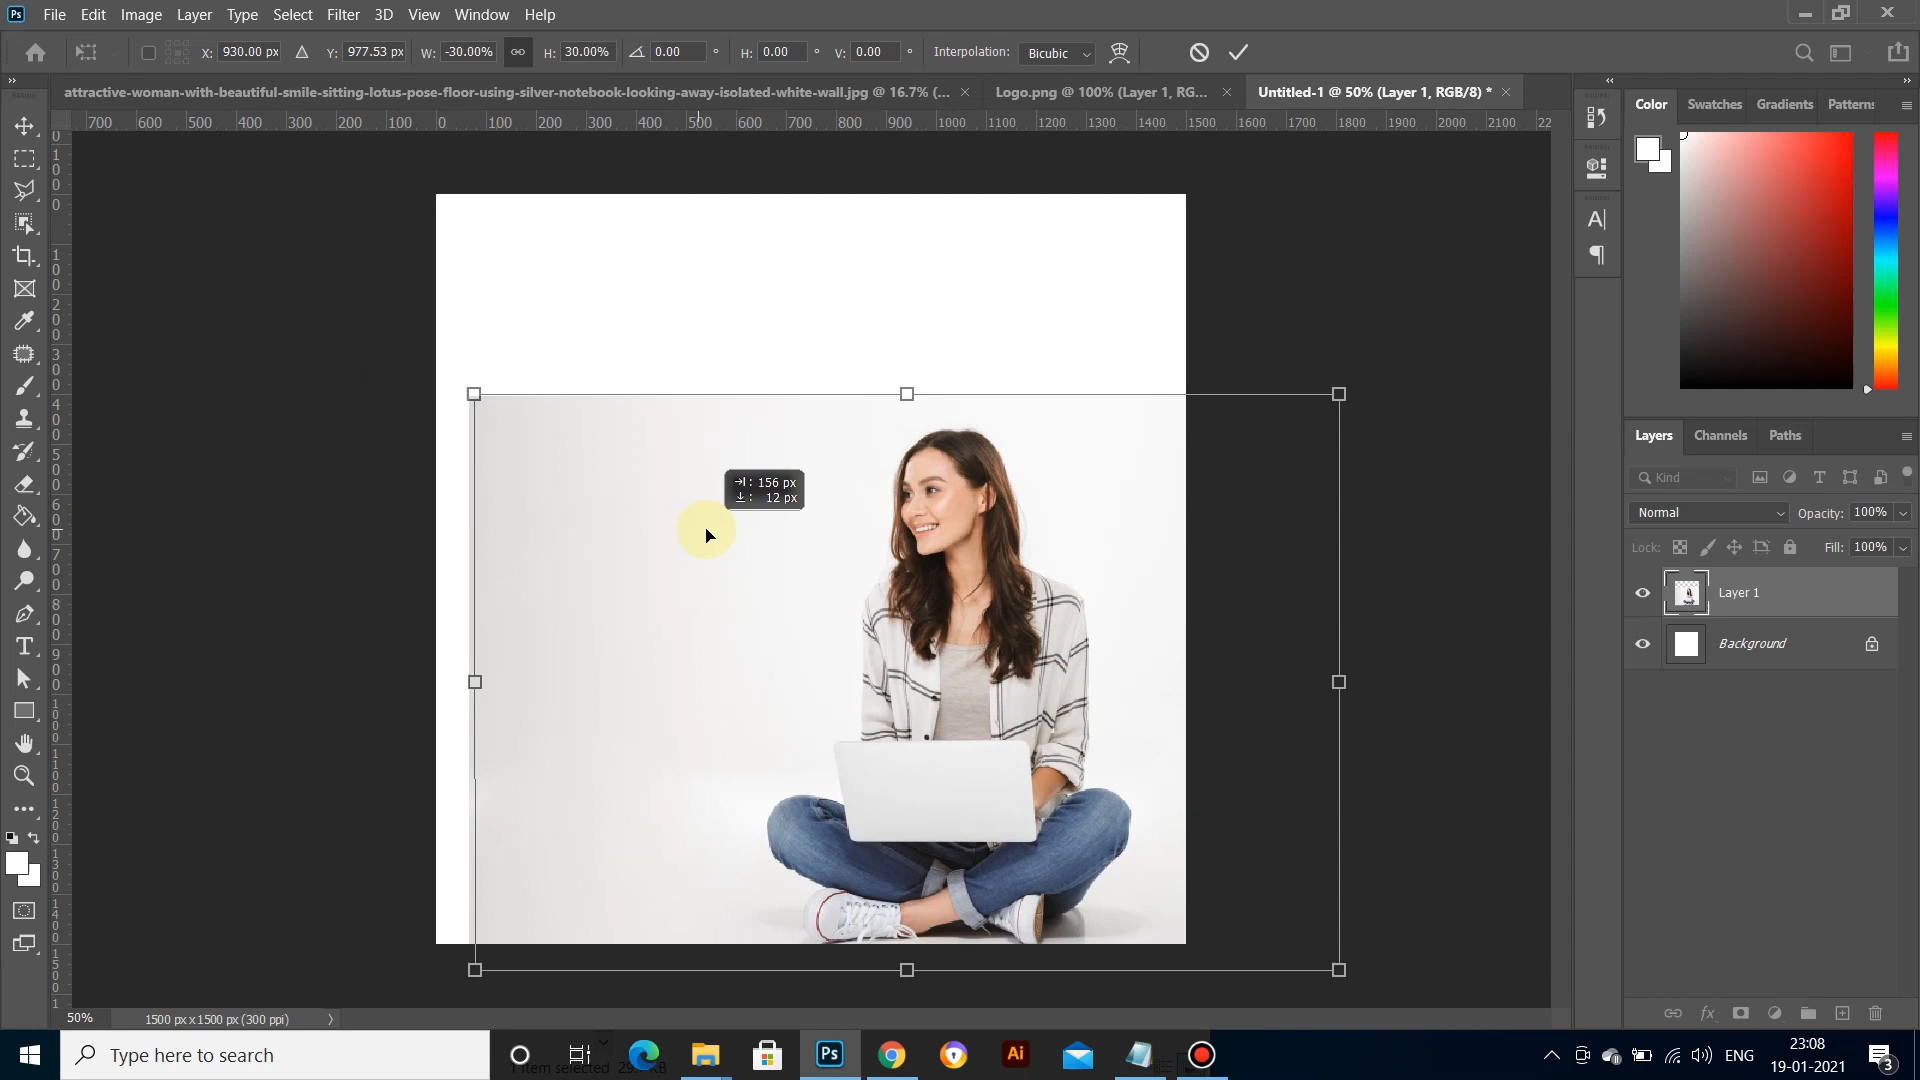 Ps File Edit Image Layer Type Select Filter 3D View Window Help
X: 930.00 px Y: 977.53 px W: -30.00% H: 30.00% 0.00 ° H: 0.00 ° V: 0.00 ° Interpolation: Bicubic
attractive-woman-with-beautiful-smile-sitting-lotus-pose-floor-using-silver-notebook-looking-away-isolated-white-wall.jpg @ 16.7% (... Logo.png @ 100% (Layer 1, RG... Untitled-1 @ 50% (Layer 1, RGB/8) *
Color Swatches Gradients Patterns
700 600 500 400 300 200 100 0 100 200 300 400 500 600 700 800 900 1000 1100 1200 1300 1400 1500 1600 1700 1800 1900 2000 2100 22
156 px
12 px
Layers Channels Paths
Kind
Normal Opacity: 100%
Lock: Fill: 100%
Layer 1
Background
50% 1500 px x 1500 px (300 ppi)
Type here to search
Ps Ai ENG
23:08
19-01-2021
3